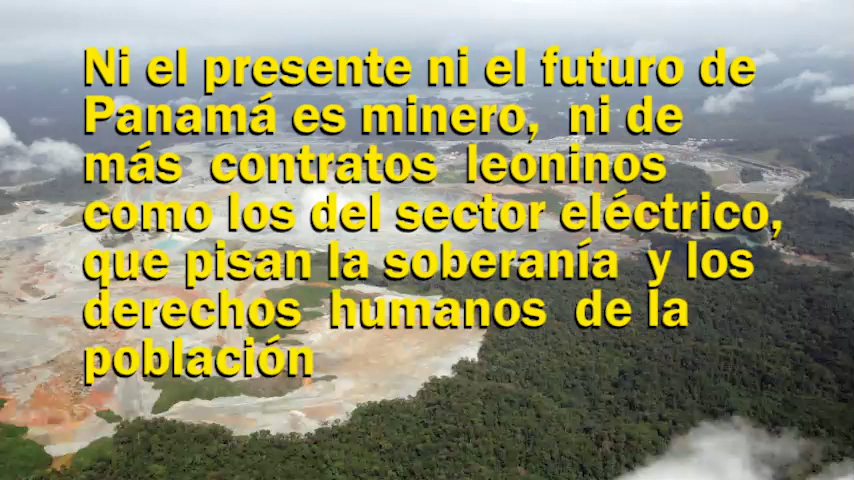 Ni el presente ni el futuro de
Panamá es minero, ni de
más contratos leoninos
como los del sector eléctrico,
que pisan la soberanía y los
derechos humanos de la
población